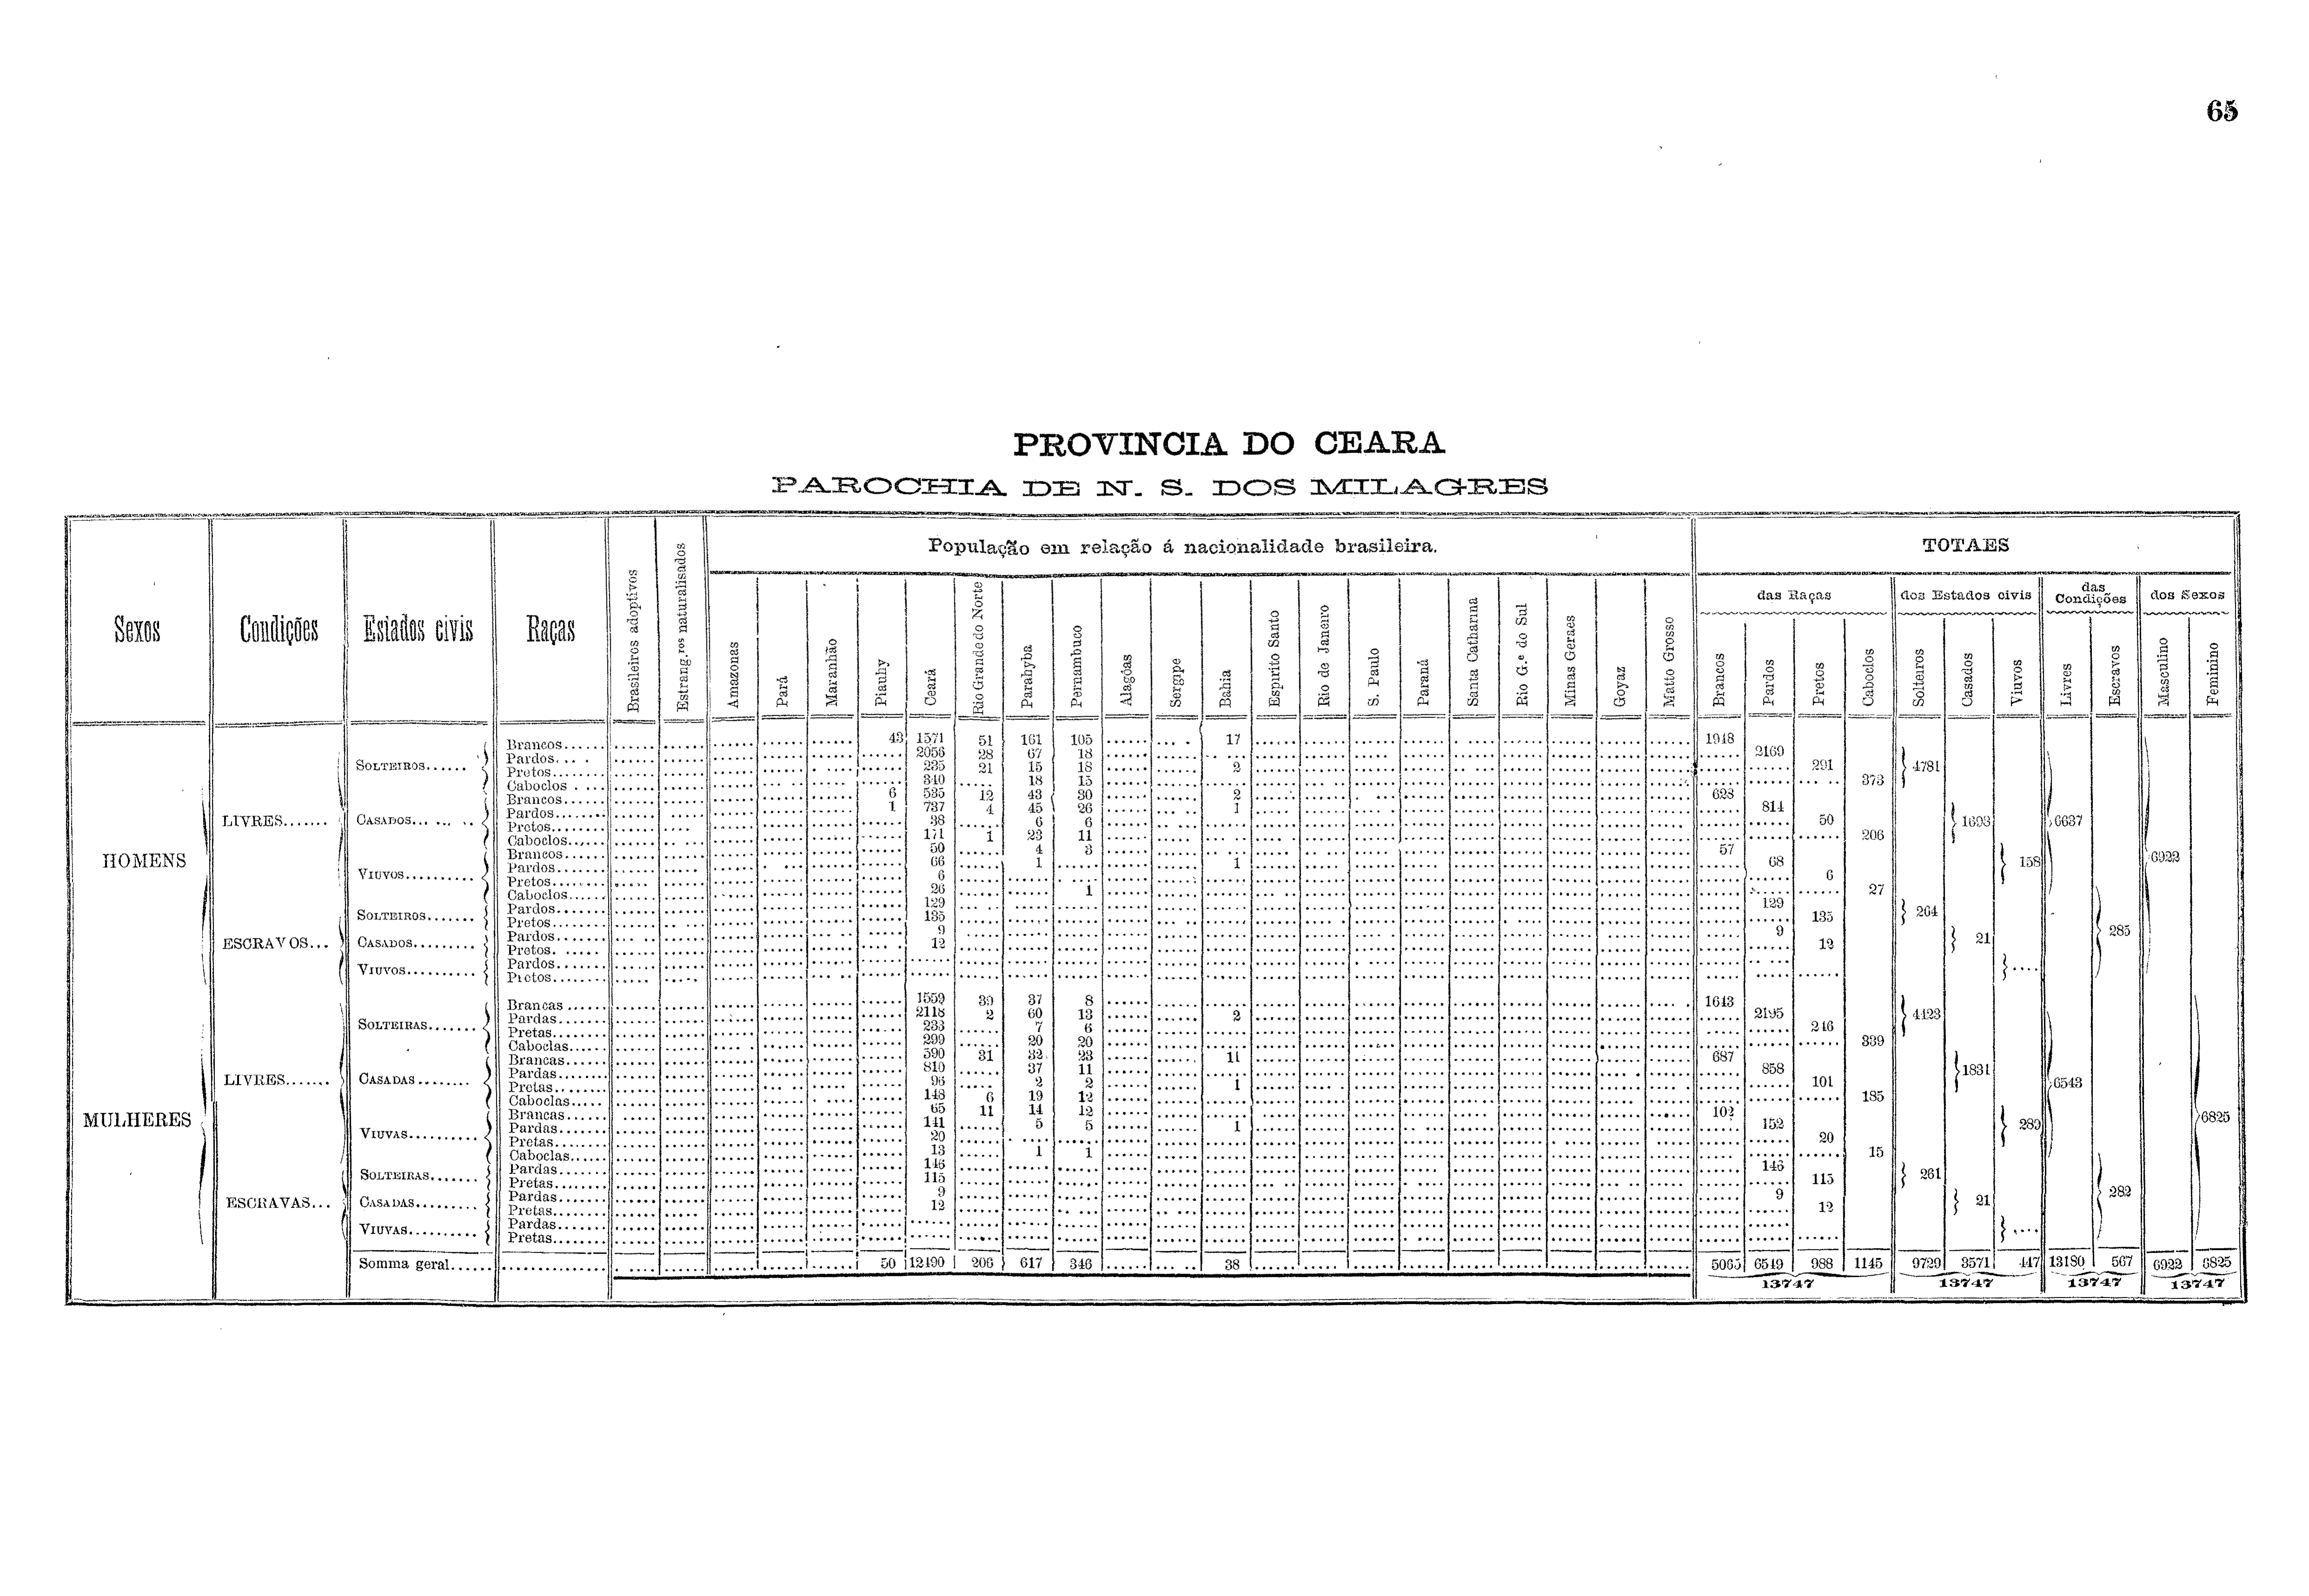 65
PROVINCIA DO CEARA
PAROCHIA DE N. S. DOS MILAGRES
Sexos Condições Estados civis Raças Brasileiros adoptivos Estrang.ros naturalisados População em relação á nacionalidade brasileira. TOTAES
das Raças dos Estados civis das Condições dos Sexos
Amazonas Pará Maranhão Piauhy Ceará Rio Grande do Norte Parahyba Pernambuco Alagôas Sergipe Bahia Espirito Santo Rio de Janeiro S. Paulo Paraná Santa Catharina Rio G.e do Sul Minas Geraes Goyaz Matto Grosso Brancos Pardos Pretos Caboclos Solteiros Casados Viuvos Livres Escravos Masculino Feminino
HOMENS LIVRES....... SOLTEIROS...... Brancos...... 43 1571 51 161 105 17 1948 4781 6637 6922
Pardos.... 2056 28 67 18 2169
Pretos........ 235 21 15 18 2 291
Caboclos .... 340 18 15 373
CASADOS... Brancos...... 6 535 12 43 30 2 628 1698
Pardos........ 1 737 4 45 26 1 814
Pretos........ 38 6 6 50
Caboclos...... 171 1 23 11 206
VIUVOS.......... Brancos...... 50 4 3 57 158
Pardos....... 66 1 1 68
Pretos........ 6 6
Caboclos...... 26 1 27
ESCRAVOS... SOLTEIROS....... Pardos....... 129 129 264 285
Pretos........ 135 135
CASADOS......... Pardos....... 9 9 21
Pretos. ..... 12 12
VIUVOS.......... Pardos....... ....
Pretos........
MULHERES LIVRES....... SOLTEIRAS....... Brancas ...... 1559 39 37 8 1643 4423 6543 6825
Pardas....... 2118 2 60 13 2 2195
Pretas........ 233 7 6 246
Caboclas..... 299 20 20 339
CASADAS........ Brancas...... 590 31 32 23 11 687 1831
Pardas....... 810 37 11 858
Pretas........ 96 2 2 1 101
Caboclas..... 148 6 19 12 185
VIUVAS.......... Brancas...... 65 11 14 12 102 289
Pardas....... 141 5 5 1 152
Pretas........ 20 20
Caboclas..... 13 1 1 15
ESCRAVAS... SOLTEIRAS....... Pardas....... 146 146 261 282
Pretas........ 115 115
CASADAS......... Pardas....... 9 9 21
Pretas........ 12 12
VIUVAS.......... Pardas....... ....
Pretas........
Somma geral...... 50 12490 206 617 346 38 5065 6549 988 1145 9729 3571 447 13180 567 6922 6825
13747 13747 13747 13747